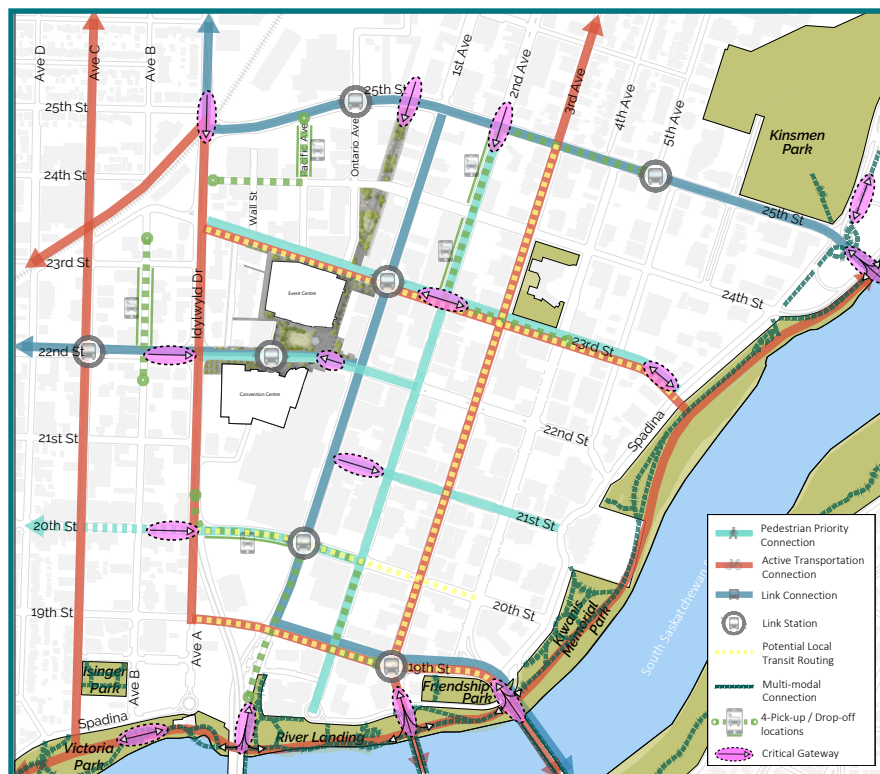 Ave D
Ave C
Ave B
1st Ave
2nd Ave
3rd Ave
4th Ave
5th Ave
25th St
25th St
Pacific Ave
Ontario Ave
Kinsmen
Park
24th St
Wall St
25th St
23rd St
Idylwyld Dr
Event Centre
24th St
22nd St
23rd St
Convention Centre
22nd St
Spadina
21st St
21st St
20th St
20th St
19th St
Ave A
19th St
Kiwanis
Memorial
Park
South Saskatchewan
Isinger
Park
Ave B
Friendship
Park
Spadina
River Landing
Victoria
Park
Pedestrian Priority
Connection
Active Transportation
Connection
Link Connection
Link Station
Potential Local
Transit Routing
Multi-modal
Connection
4-Pick-up / Drop-off
locations
Critical Gateway